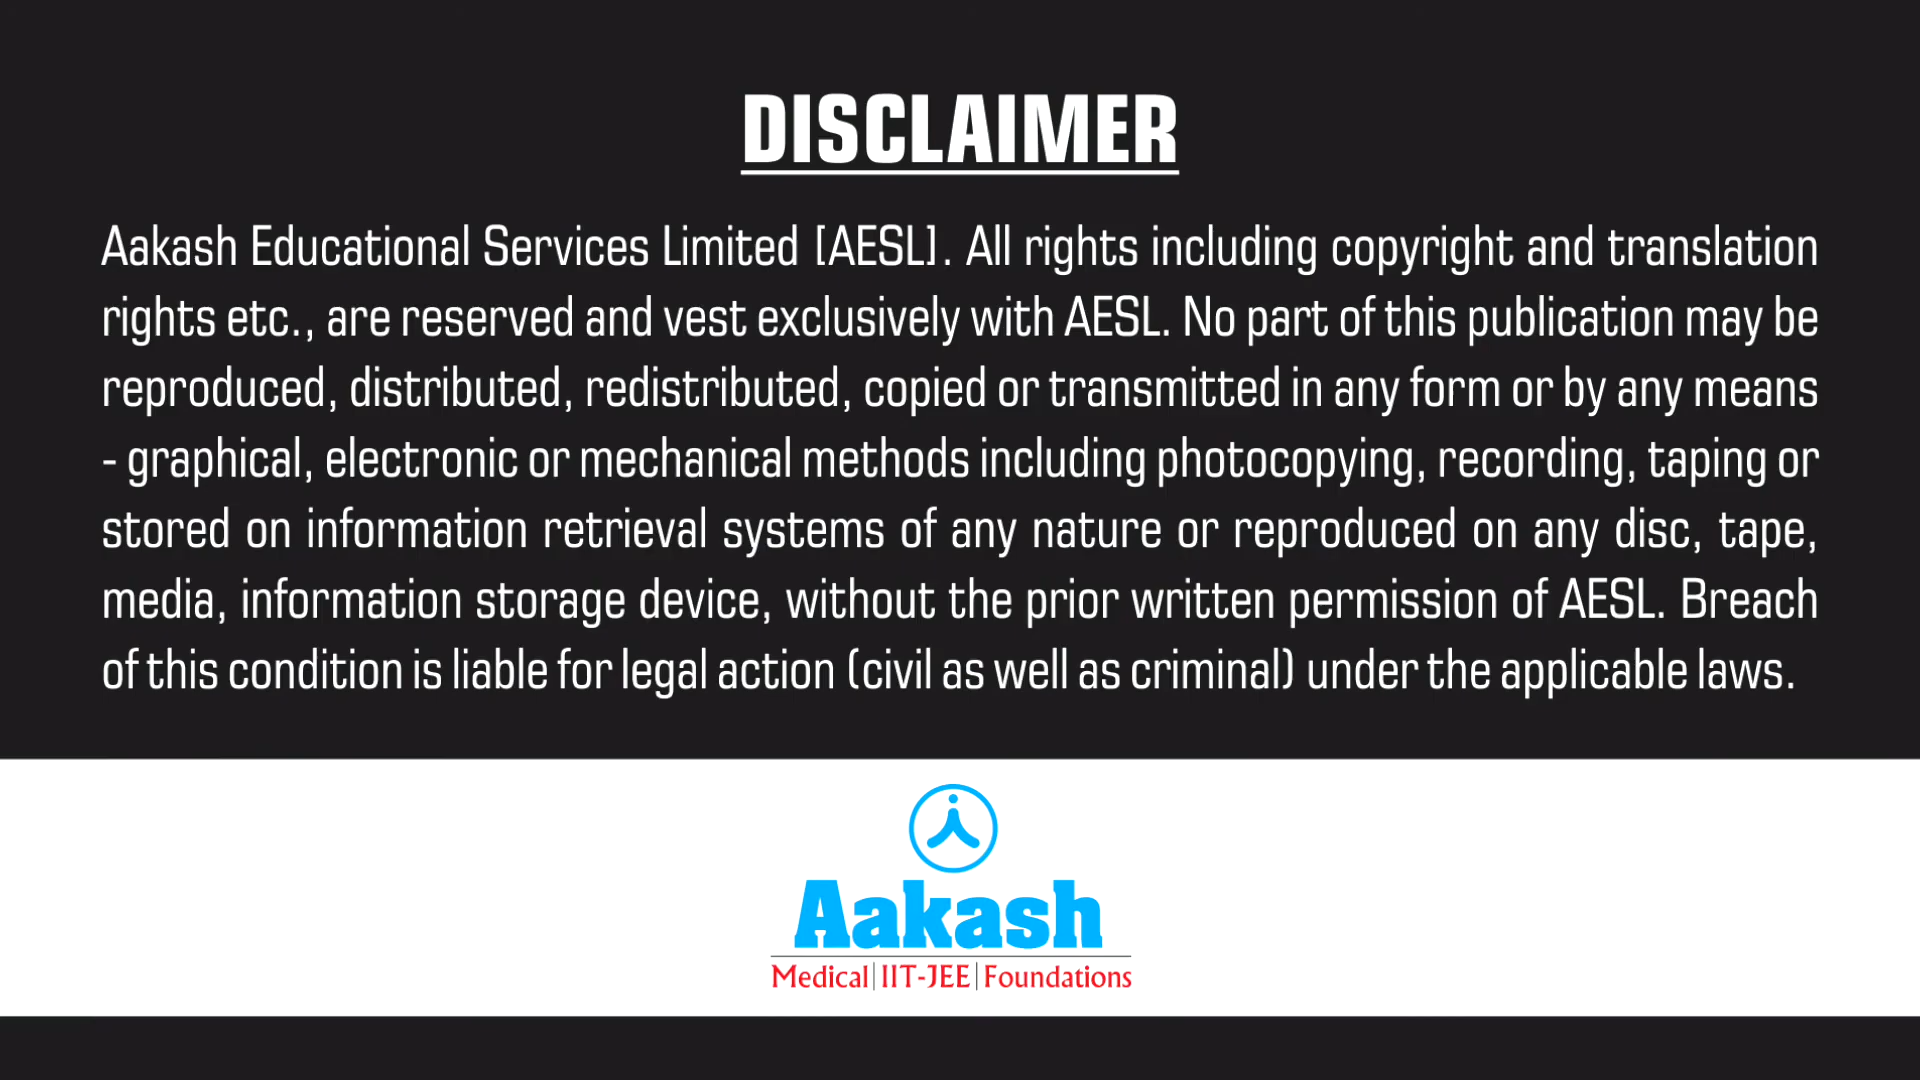 DISCLAIMER
Aakash Educational Services Limited [AESL]. All rights including copyright and translation
rights etc., are reserved and vest exclusively with AESL. No part of this publication may be
reproduced, distributed, redistributed, copied or transmitted in any form or by any means
- graphical, electronic or mechanical methods including photocopying, recording, taping or
stored on information retrieval systems of any nature or reproduced on any disc, tape,
media, information storage device, without the prior written permission of AESL. Breach
of this condition is liable for legal action (civil as well as criminal) under the applicable laws.
Aakash
Medical|IIT-JEE|Foundations